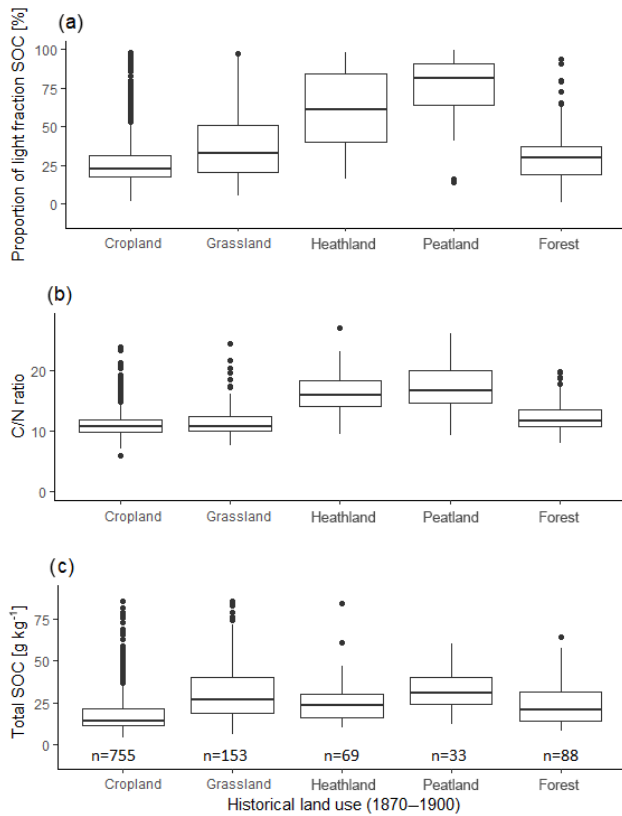 (a)
Proportion of light fraction SOC [%]
100
75
50
25
0
Cropland Grassland Heathland Peatland Forest
(b)
C/N ratio
20
10
0
Cropland Grassland Heathland Peatland Forest
(c)
Total SOC [g kg⁻¹]
75
50
25
0
n=755 n=153 n=69 n=33 n=88
Cropland Grassland Heathland Peatland Forest
Historical land use (1870–1900)